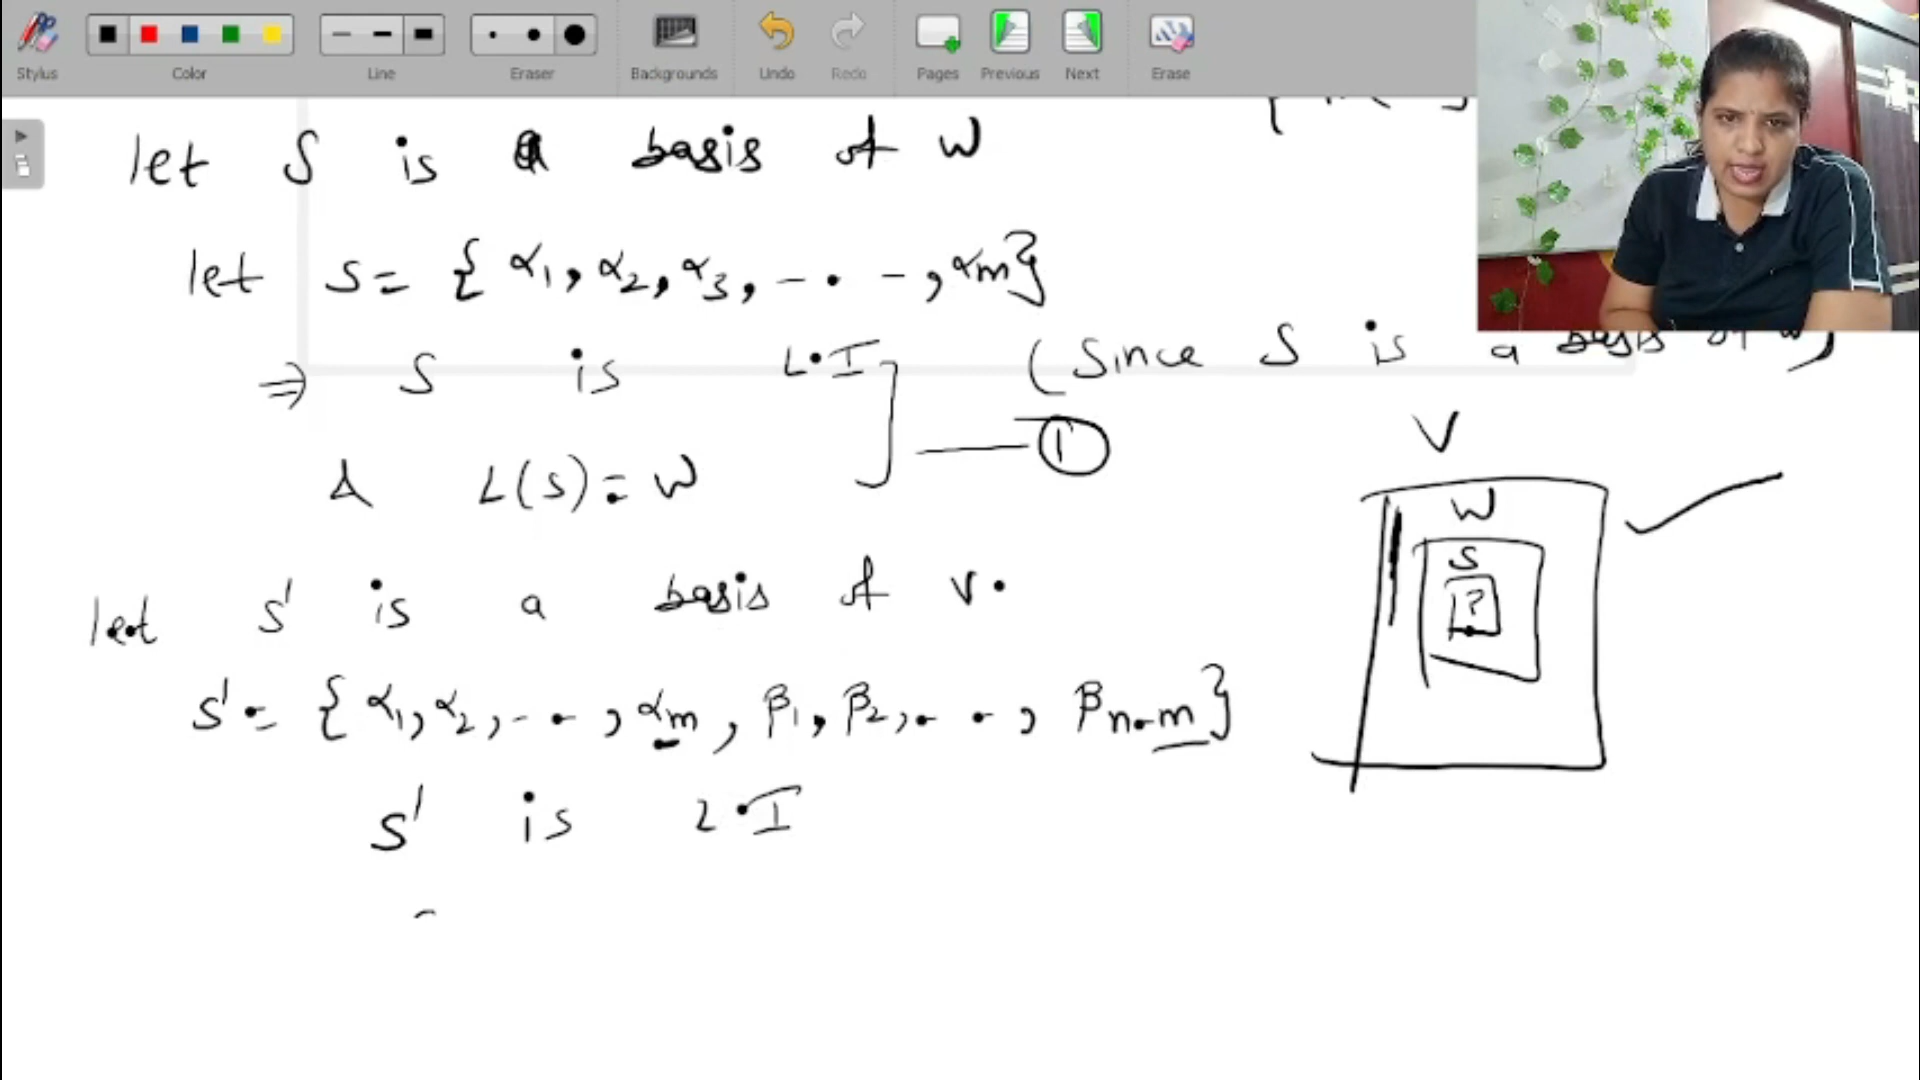 Stylus Color Line Eraser Backgrounds Undo Redo Pages Previous Next Erase
let S is a basis of W
let S = { α1, α2, α3, - . - , αm}
⇒ S is L.I (Since S is a basis of W)
& L(S) = W ①
let S' is a basis of V.
S' = { α1, α2, - . . , αm , β1, β2, . . . , βn-m }
S' is L.I
V
W
S
?